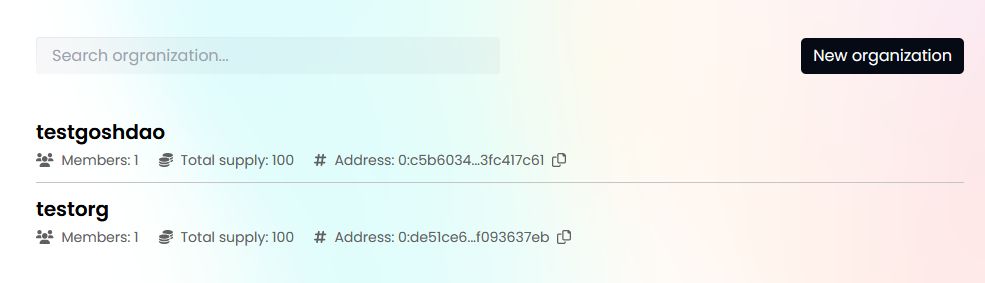 Search orgranization...
New organization
testgoshdao
Members: 1 Total supply: 100 # Address: 0:c5b6034...3fc417c61
testorg
Members: 1 Total supply: 100 # Address: 0:de51ce6...f093637eb